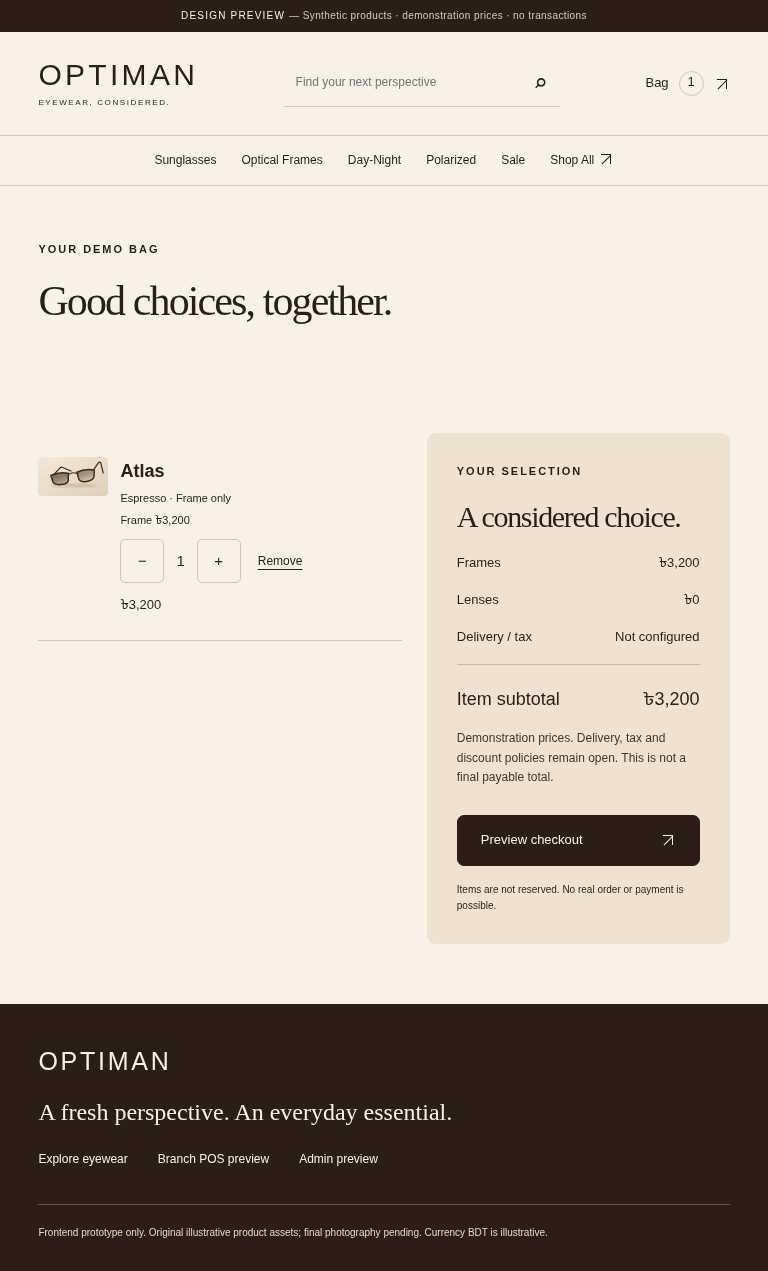 DESIGN PREVIEW — Synthetic products · demonstration prices · no transactions
OPTIMAN
EYEWEAR, CONSIDERED.
Find your next perspective
Bag 1
Sunglasses Optical Frames Day-Night Polarized Sale Shop All
YOUR DEMO BAG
Good choices, together.
Atlas
Espresso · Frame only
Frame ৳3,200
− 1 + Remove
৳3,200
YOUR SELECTION
A considered choice.
Frames ৳3,200
Lenses ৳0
Delivery / tax Not configured
Item subtotal ৳3,200
Demonstration prices. Delivery, tax and
discount policies remain open. This is not a
final payable total.
Preview checkout
Items are not reserved. No real order or payment is
possible.
OPTIMAN
A fresh perspective. An everyday essential.
Explore eyewear Branch POS preview Admin preview
Frontend prototype only. Original illustrative product assets; final photography pending. Currency BDT is illustrative.